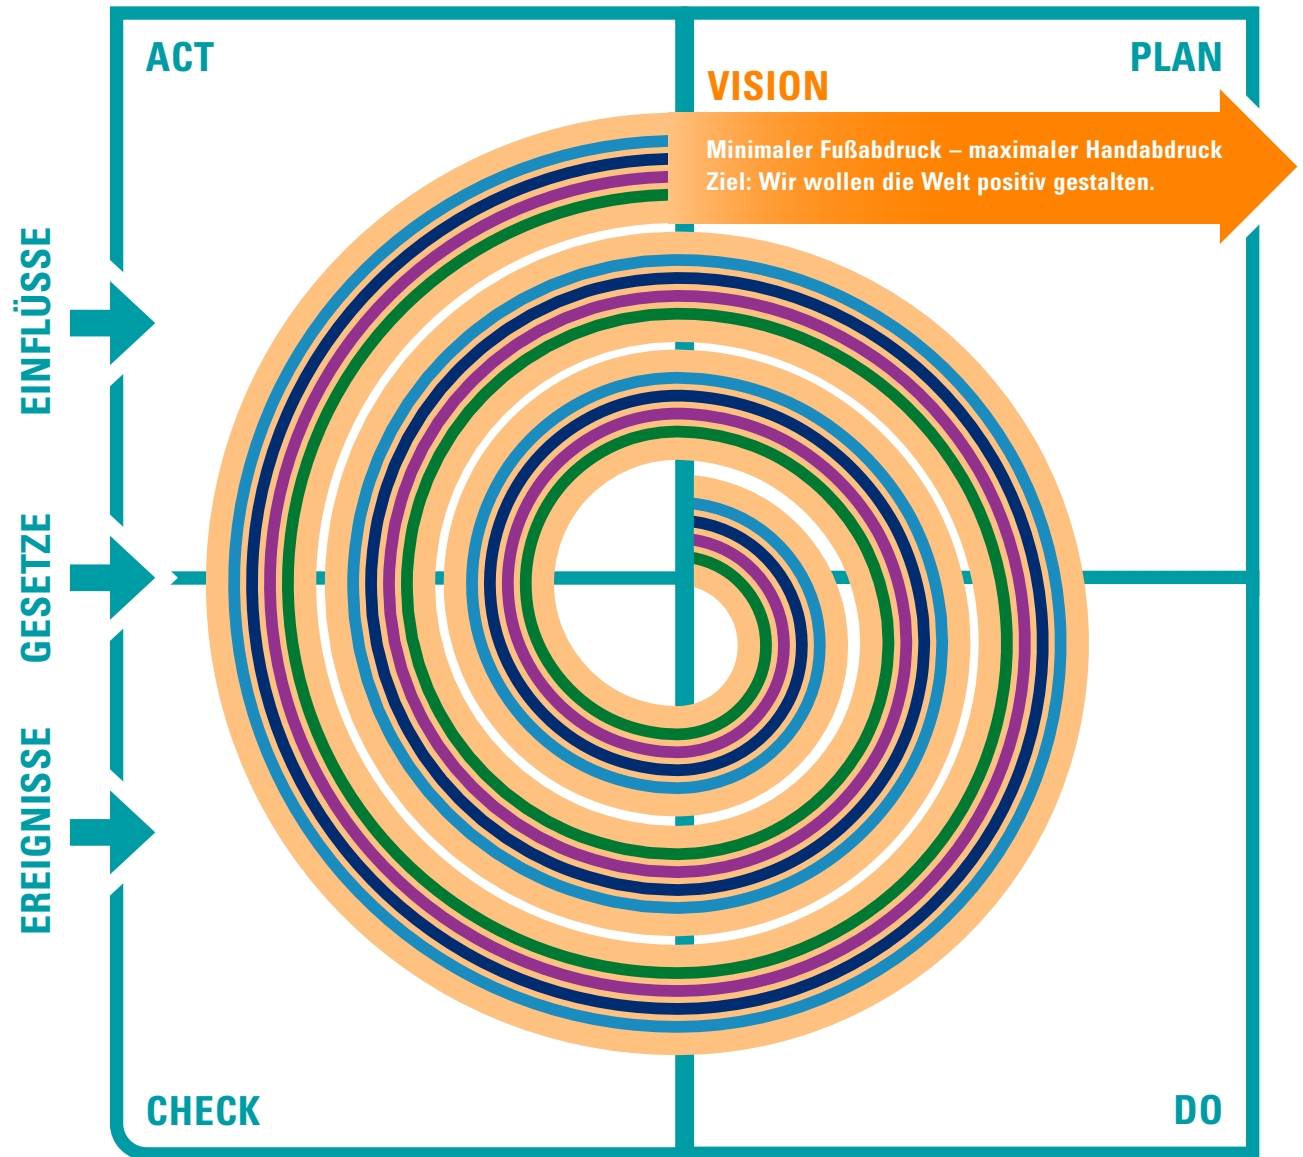 ACT
PLAN
VISION
Minimaler Fußabdruck – maximaler Handabdruck
Ziel: Wir wollen die Welt positiv gestalten.
EINFLÜSSE
GESETZE
EREIGNISSE
CHECK
DO